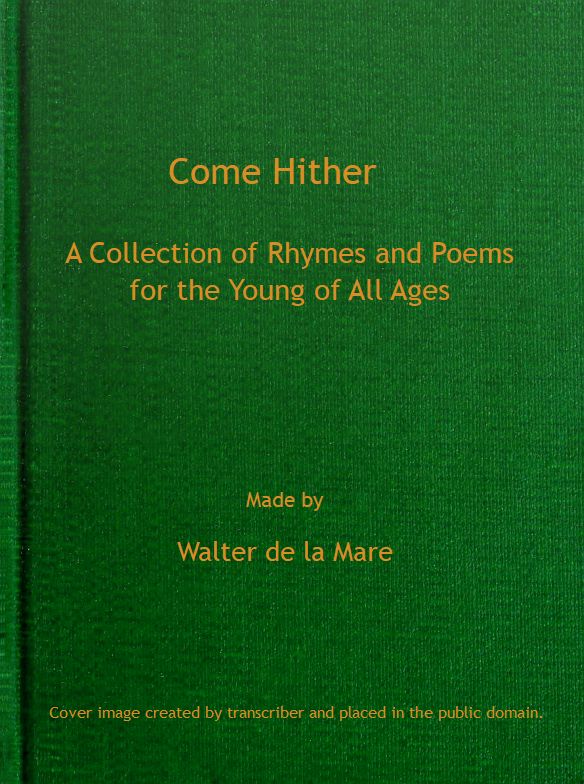 Come Hither
A Collection of Rhymes and Poems
for the Young of All Ages
Made by
Walter de la Mare
Cover image created by transcriber and placed in the public domain.